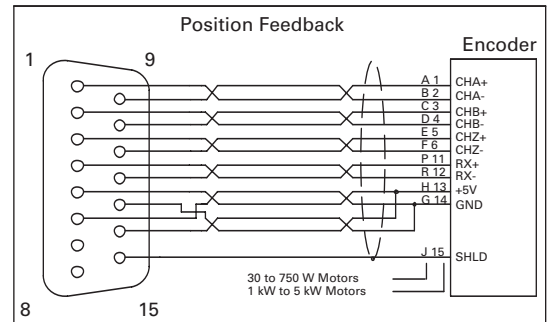 Position Feedback
Encoder
1
9
A 1 CHA+
B 2 CHA-
C 3 CHB+
D 4 CHB-
E 5 CHZ+
F 6 CHZ-
P 11 RX+
R 12 RX-
H 13 +5V
G 14 GND
J 15 SHLD
30 to 750 W Motors
1 kW to 5 kW Motors
8
15